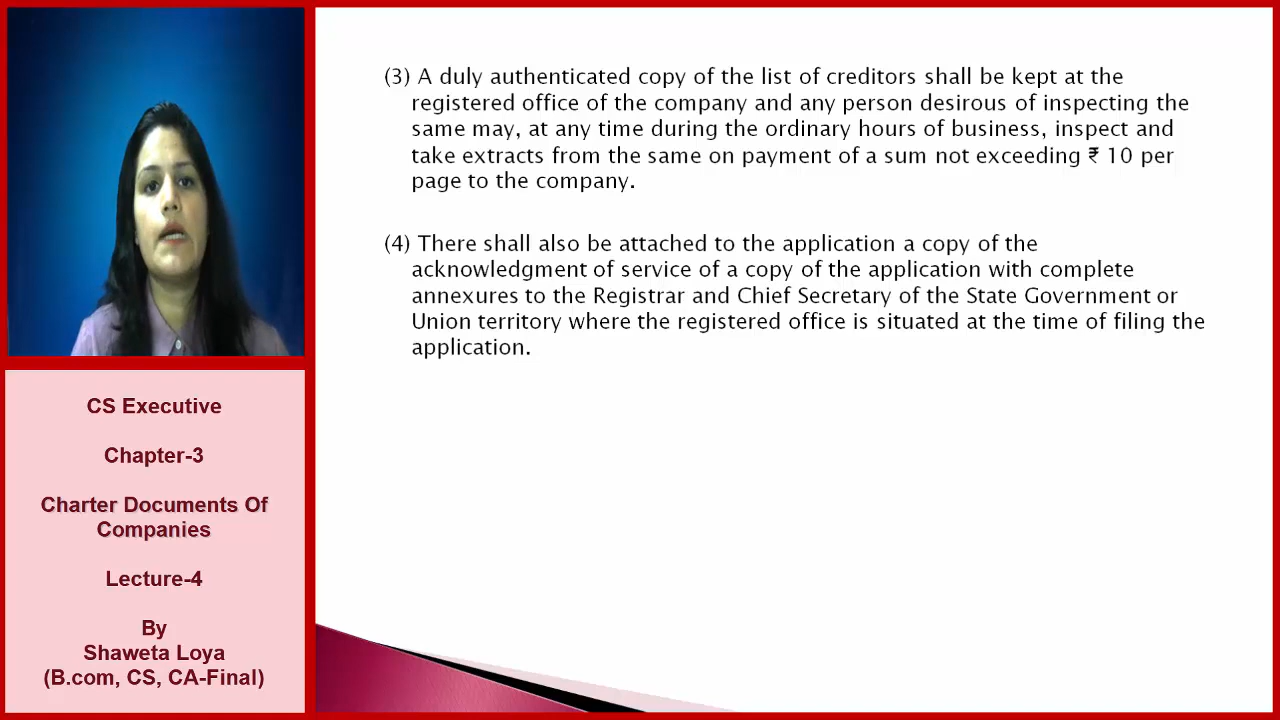 (3) A duly authenticated copy of the list of creditors shall be kept at the
registered office of the company and any person desirous of inspecting the
same may, at any time during the ordinary hours of business, inspect and
take extracts from the same on payment of a sum not exceeding ₹ 10 per
page to the company.
(4) There shall also be attached to the application a copy of the
acknowledgment of service of a copy of the application with complete
annexures to the Registrar and Chief Secretary of the State Government or
Union territory where the registered office is situated at the time of filing the
application.
CS Executive
Chapter-3
Charter Documents Of
Companies
Lecture-4
By
Shaweta Loya
(B.com, CS, CA-Final)